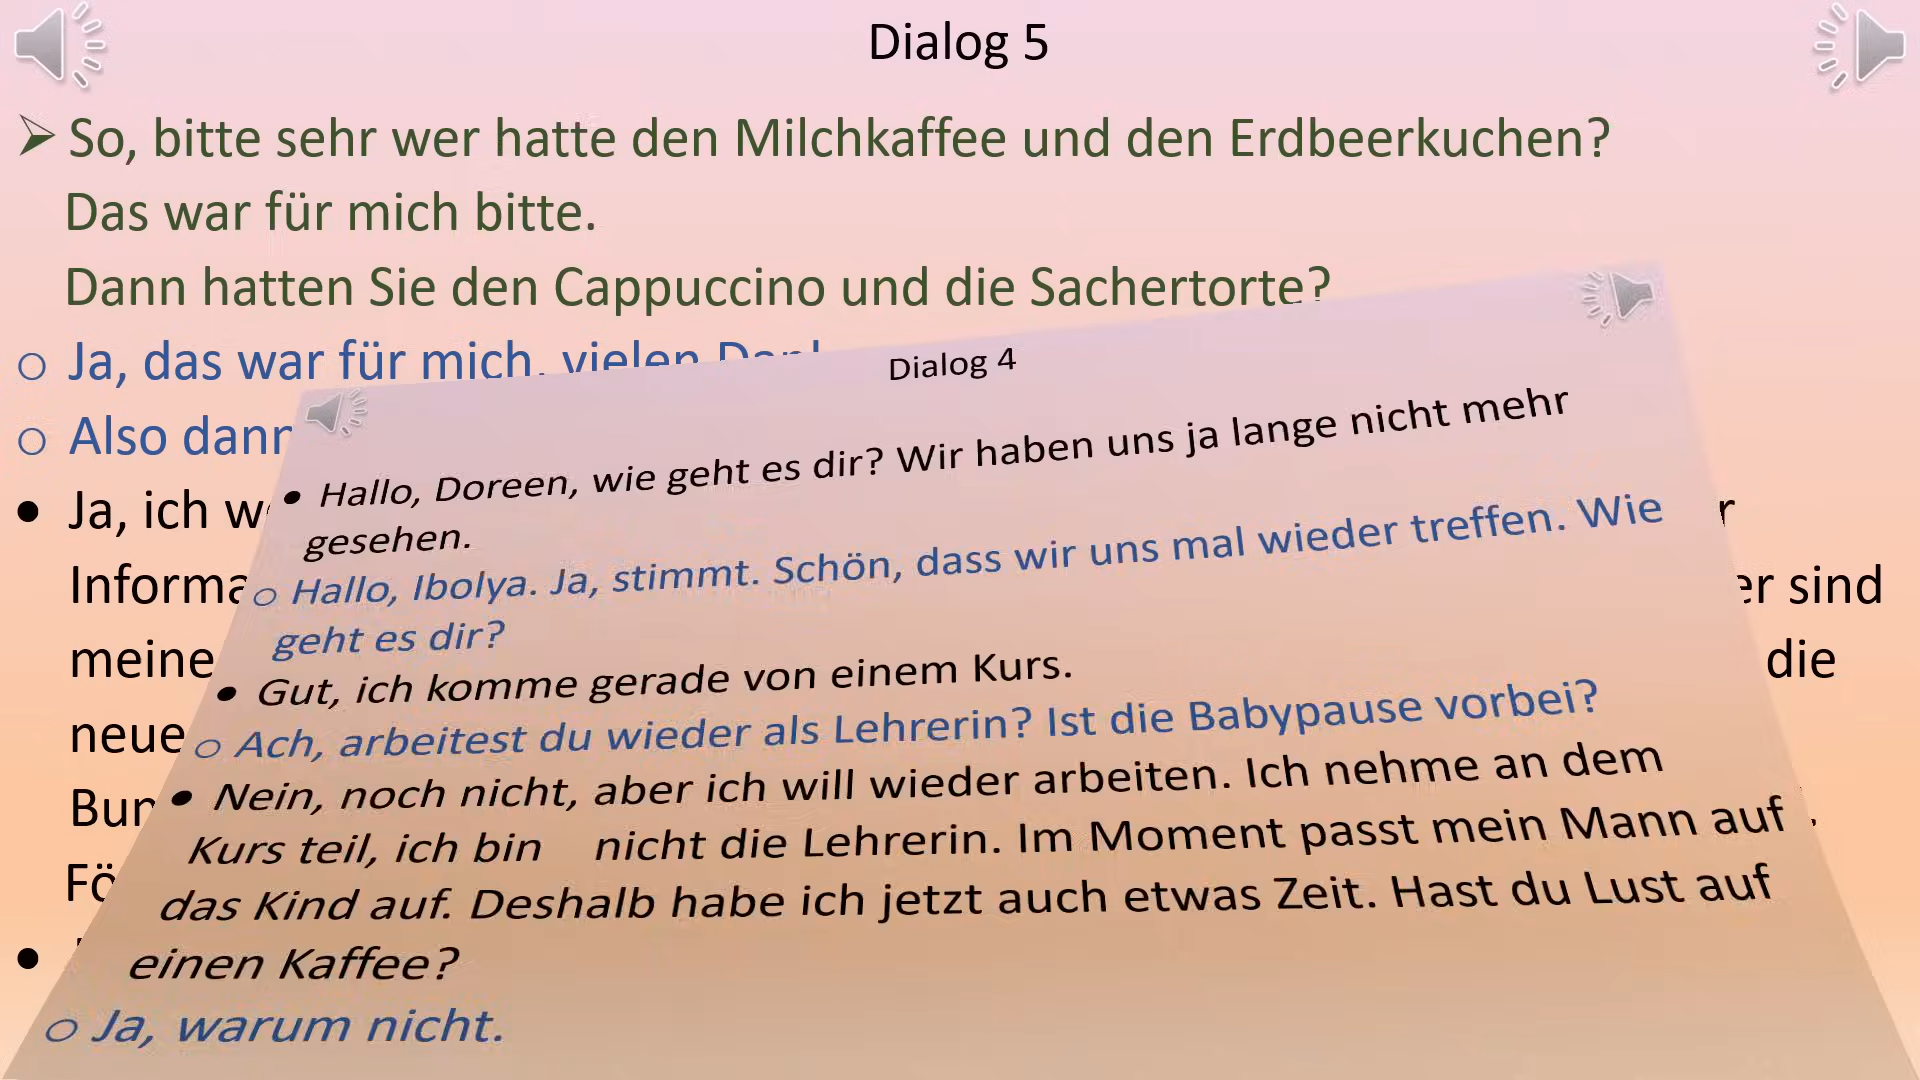 Dialog 5
So, bitte sehr wer hatte den Milchkaffee und den Erdbeerkuchen?
Das war für mich bitte.
Dann hatten Sie den Cappuccino und die Sachertorte?
Ja, das war für mich, vielen
Also dann
Ja, ich
er sind
meine
die
neue
Dialog 4
Hallo, Doreen, wie geht es dir? Wir haben uns ja lange nicht mehr
gesehen.
Hallo, Ibolya. Ja, stimmt. Schön, dass wir uns mal wieder treffen. Wie
geht es dir?
Gut, ich komme gerade von einem Kurs.
Ach, arbeitest du wieder als Lehrerin? Ist die Babypause vorbei?
Nein, noch nicht, aber ich will wieder arbeiten. Ich nehme an dem
Kurs teil, ich bin nicht die Lehrerin. Im Moment passt mein Mann auf
das Kind auf. Deshalb habe ich jetzt auch etwas Zeit. Hast du Lust auf
einen Kaffee?
Ja, warum nicht.